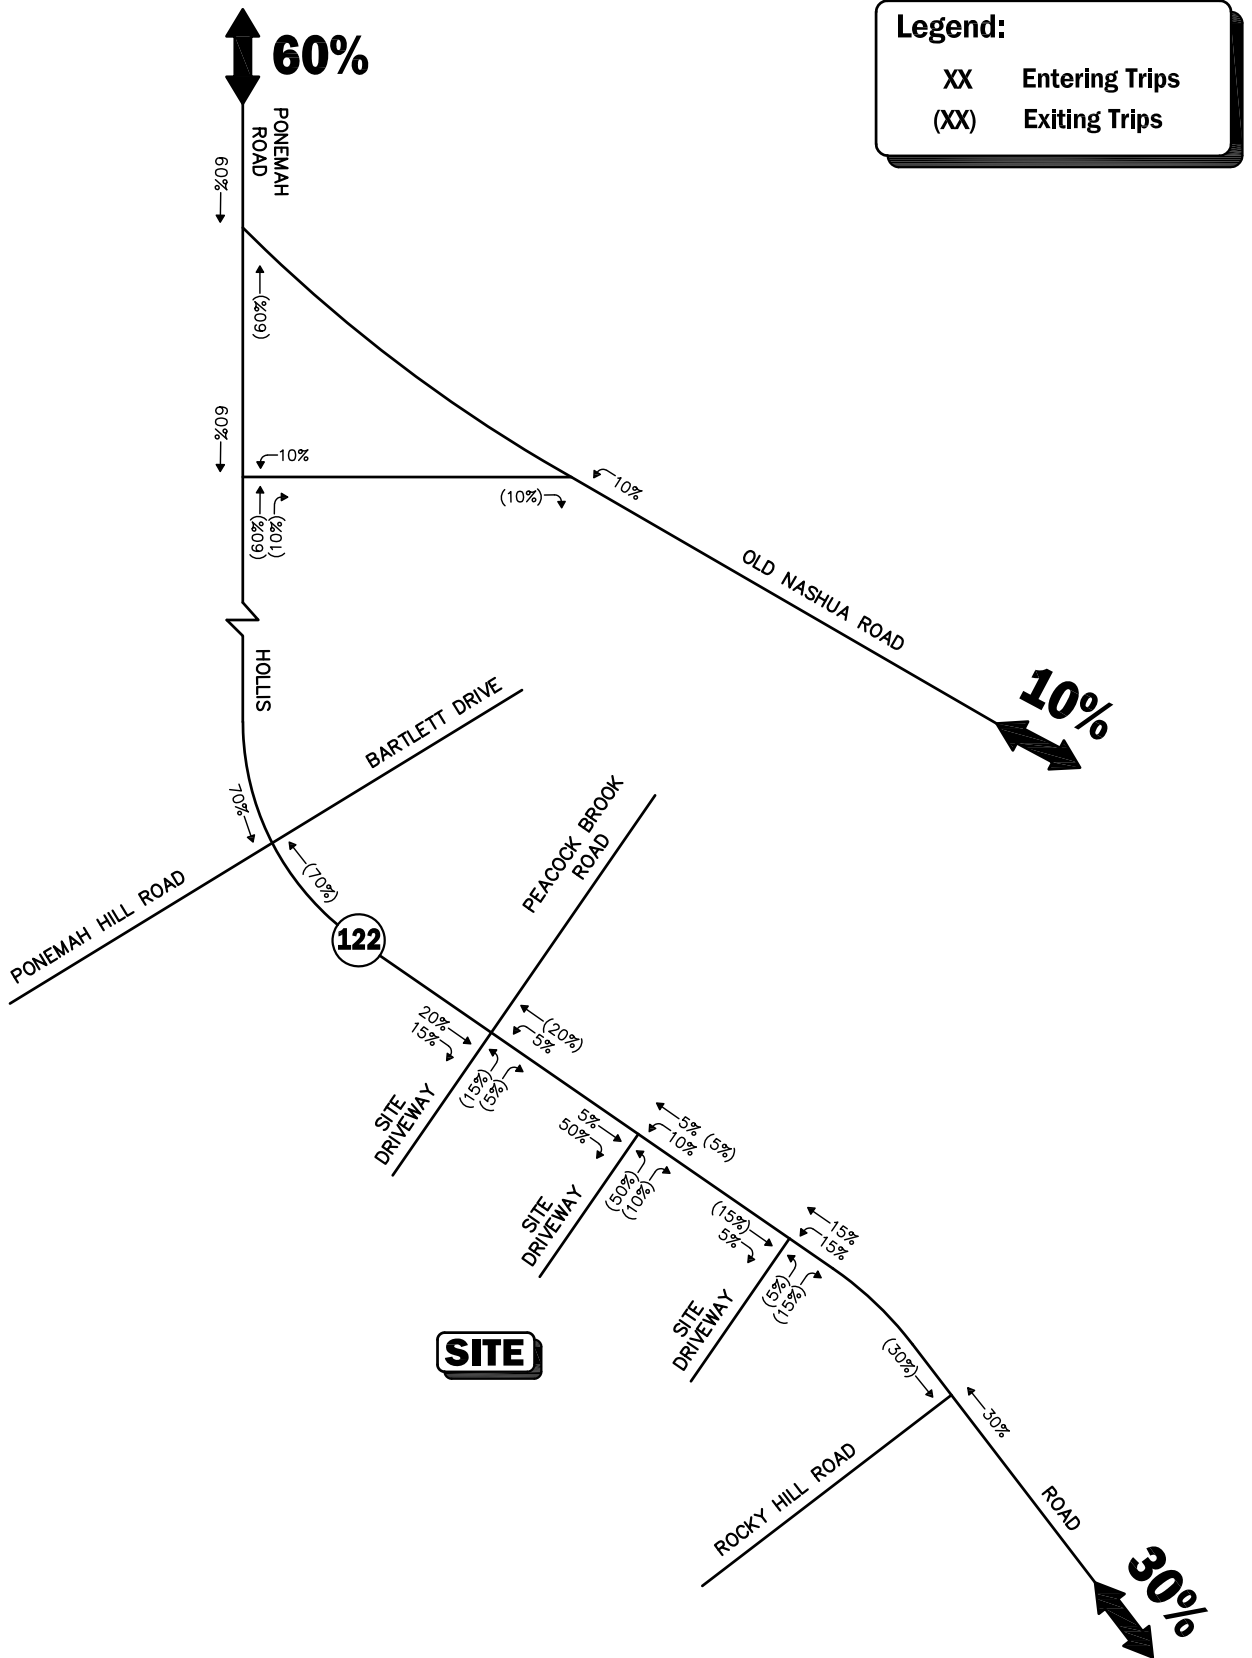 Legend:
XX Entering Trips
(XX) Exiting Trips
60%
PONEMAH
ROAD
60%
(60%)
60%
10%
(10%)
(60%)
(10%)
10%
OLD NASHUA ROAD
10%
HOLLIS
BARTLETT DRIVE
70%
(70%)
PONEMAH HILL ROAD
122
PEACOCK BROOK
ROAD
20%
15%
(20%)
5%
(15%)
(5%)
SITE
DRIVEWAY
5%
50%
5% (5%)
10%
(50%)
(10%)
SITE
DRIVEWAY
(15%)
5%
15%
15%
(5%)
(15%)
SITE
DRIVEWAY
SITE
(30%)
30%
ROCKY HILL ROAD
ROAD
30%